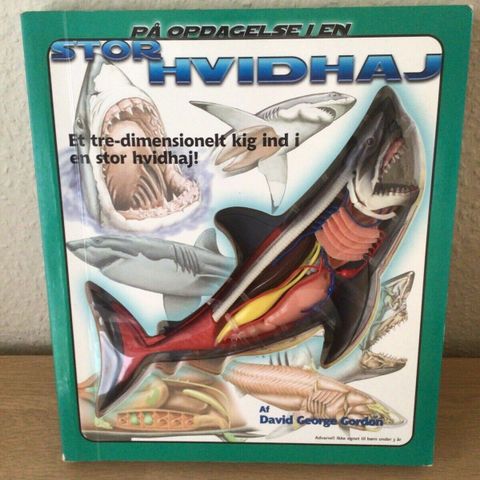 PÅ OPDAGELSE I EN
STOR
HVIDHAJ
Et tre-dimensionelt kig ind i
en stor hvidhaj!
Af
David George Gordon
Advarsel! Ikke egnet til børn under 3 år